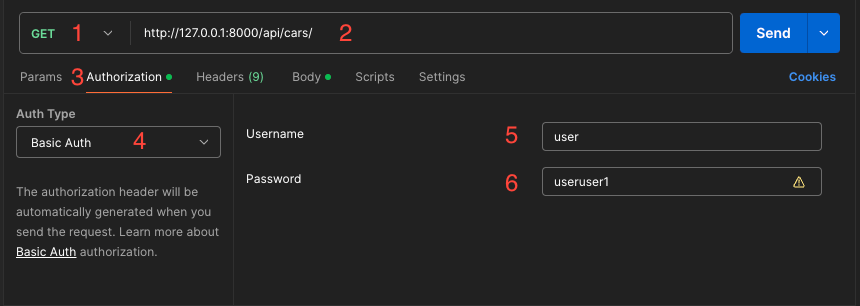 GET 1 http://127.0.0.1:8000/api/cars/ 2 Send
Params 3 Authorization Headers (9) Body Scripts Settings Cookies
Auth Type
Basic Auth 4
The authorization header will be
automatically generated when you
send the request. Learn more about
Basic Auth authorization.
Username 5 user
Password 6 useruser1